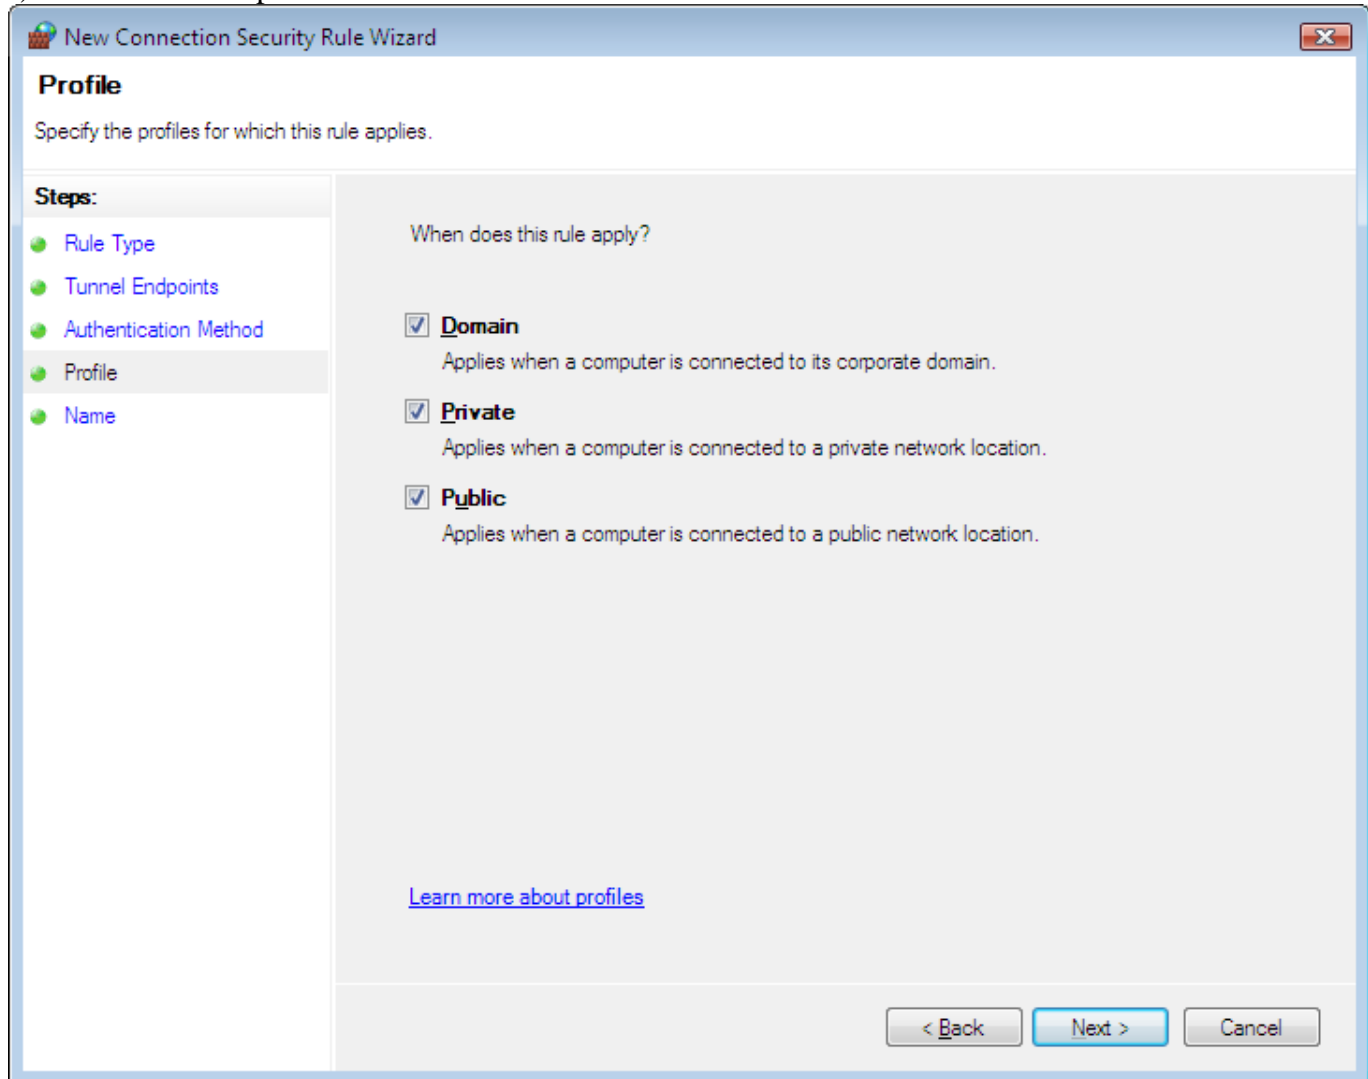 New Connection Security Rule Wizard
Profile
Specify the profiles for which this rule applies.
Steps:
Rule Type
Tunnel Endpoints
Authentication Method
Profile
Name
When does this rule apply?
Domain
Applies when a computer is connected to its corporate domain.
Private
Applies when a computer is connected to a private network location.
Public
Applies when a computer is connected to a public network location.
Learn more about profiles
< Back
Next >
Cancel